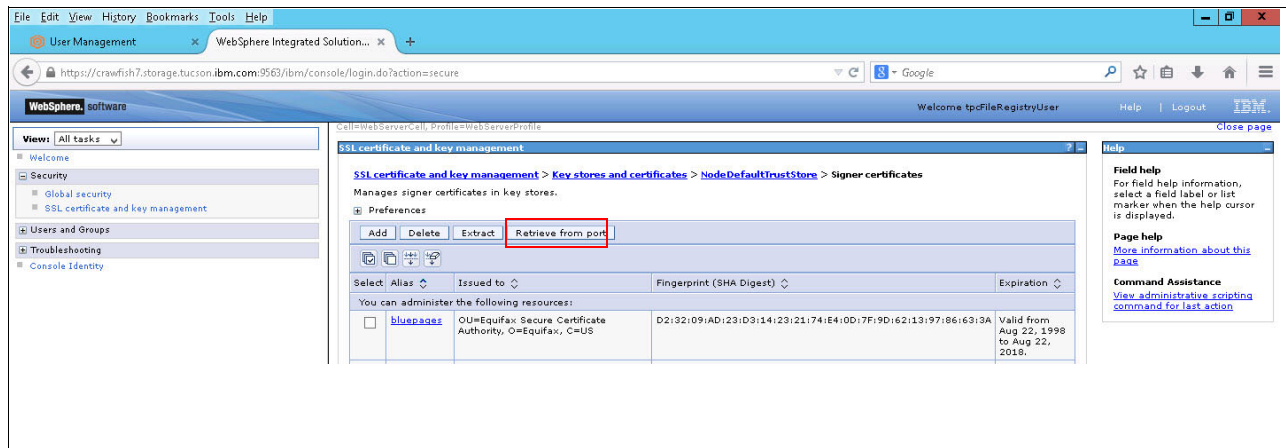 File Edit View History Bookmarks Tools Help
User Management × WebSphere Integrated Solution... × +
https://crawfish7.storage.tucson.ibm.com:9563/ibm/console/login.do?action=secure
Google
WebSphere. software
Welcome tpcFileRegistryUser
Help | Logout
IBM.
Cell=WebServerCell, Profile=WebServerProfile
Close page
View: All tasks
Welcome
Security
Global security
SSL certificate and key management
Users and Groups
Troubleshooting
Console Identity
SSL certificate and key management ? -
SSL certificate and key management > Key stores and certificates > NodeDefaultTrustStore > Signer certificates
Manages signer certificates in key stores.
Preferences
Add Delete Extract Retrieve from port
Select Alias Issued to Fingerprint (SHA Digest) Expiration
You can administer the following resources:
bluepages
OU=Equifax Secure Certificate
Authority, O=Equifax, C=US
D2:32:09:AD:23:D3:14:23:21:74:E4:0D:7F:9D:62:13:97:86:63:3A
Valid from
Aug 22, 1998
to Aug 22,
2018.
Help -
Field help
For field help information,
select a field label or list
marker when the help cursor
is displayed.
Page help
More information about this
page
Command Assistance
View administrative scripting
command for last action